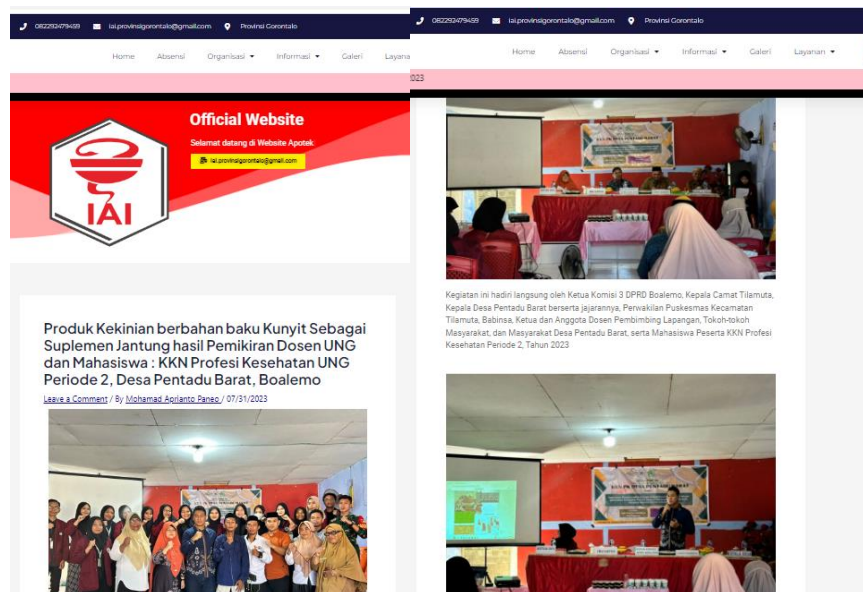 082292479459 iai.provinsigorontalo@gmail.com Provinsi Gorontalo
Home Absensi Organisasi Informasi Galeri Layana
Official Website
Selamat datang di Website Apotek
iai.provinsigorontalo@gmail.com
IAI
Produk Kekinian berbahan baku Kunyit Sebagai
Suplemen Jantung hasil Pemikiran Dosen UNG
dan Mahasiswa : KKN Profesi Kesehatan UNG
Periode 2, Desa Pentadu Barat, Boalemo
Leave a Comment / By Mohamad Aprianto Paneo / 07/31/2023
082292479459 iai.provinsigorontalo@gmail.com Provinsi Gorontalo
Home Absensi Organisasi Informasi Galeri Layanan
2023
Kegiatan ini hadiri langsung oleh Ketua Komisi 3 DPRD Boalemo, Kepala Camat Tilamuta,
Kepala Desa Pentadu Barat berserta jajarannya, Perwakilan Puskesmas Kecamatan
Tilamuta, Babinsa, Ketua dan Anggota Dosen Pembimbing Lapangan, Tokoh-tokoh
Masyarakat, dan Masyarakat Desa Pentadu Barat, serta Mahasiswa Peserta KKN Profesi
Kesehatan Periode 2, Tahun 2023